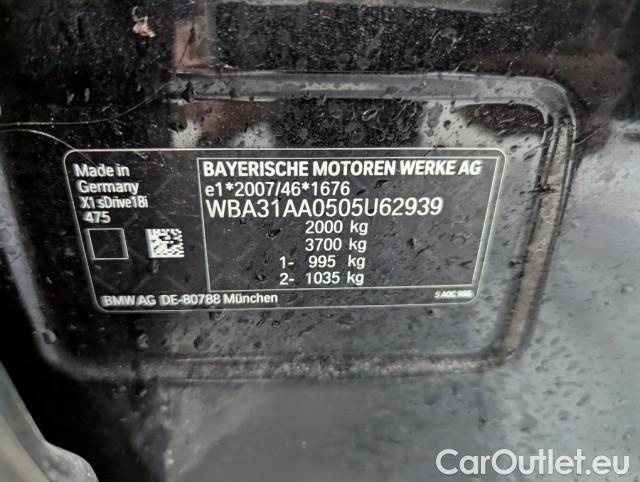 Made in
Germany
X1 sDrive18i
475
BAYERISCHE MOTOREN WERKE AG
e1*2007/46*1676
WBA31AA0505U62939
2000 kg
3700 kg
1- 995 kg
2- 1035 kg
BMW AG DE-80788 München
CarOutlet.eu